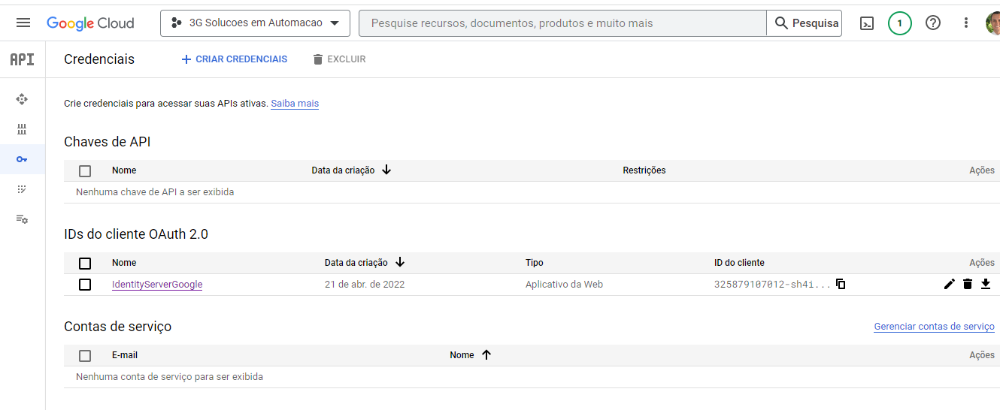 Google Cloud 3G Solucoes em Automacao Pesquise recursos, documentos, produtos e muito mais Pesquisa 1
API Credenciais CRIAR CREDENCIAIS EXCLUIR
Crie credenciais para acessar suas APIs ativas. Saiba mais
Chaves de API
Nome Data da criação Restrições Ações
Nenhuma chave de API a ser exibida
IDs do cliente OAuth 2.0
Nome Data da criação Tipo ID do cliente Ações
IdentityServerGoogle 21 de abr. de 2022 Aplicativo da Web 325879107012-sh4i...
Contas de serviço Gerenciar contas de serviço
E-mail Nome Ações
Nenhuma conta de serviço para ser exibida